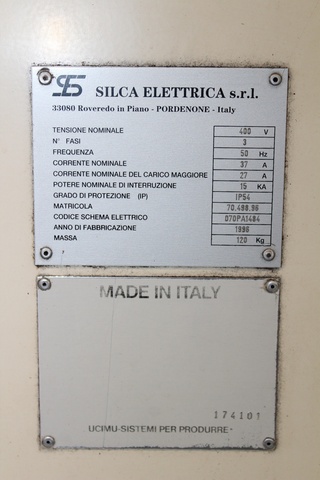 SILCA ELETTRICA s.r.l.
33080 Roveredo in Piano - PORDENONE - Italy
TENSIONE NOMINALE 400 V
N° FASI 3
FREQUENZA 50 Hz
CORRENTE NOMINALE 37 A
CORRENTE NOMINALE DEL CARICO MAGGIORE 27 A
POTERE NOMINALE DI INTERRUZIONE 15 KA
GRADO DI PROTEZIONE (IP) IP54
MATRICOLA 70.498.96
CODICE SCHEMA ELETTRICO 070PA1484
ANNO DI FABBRICAZIONE 1996
MASSA 120 Kg
MADE IN ITALY
174101
UCIMU-SISTEMI PER PRODURRE